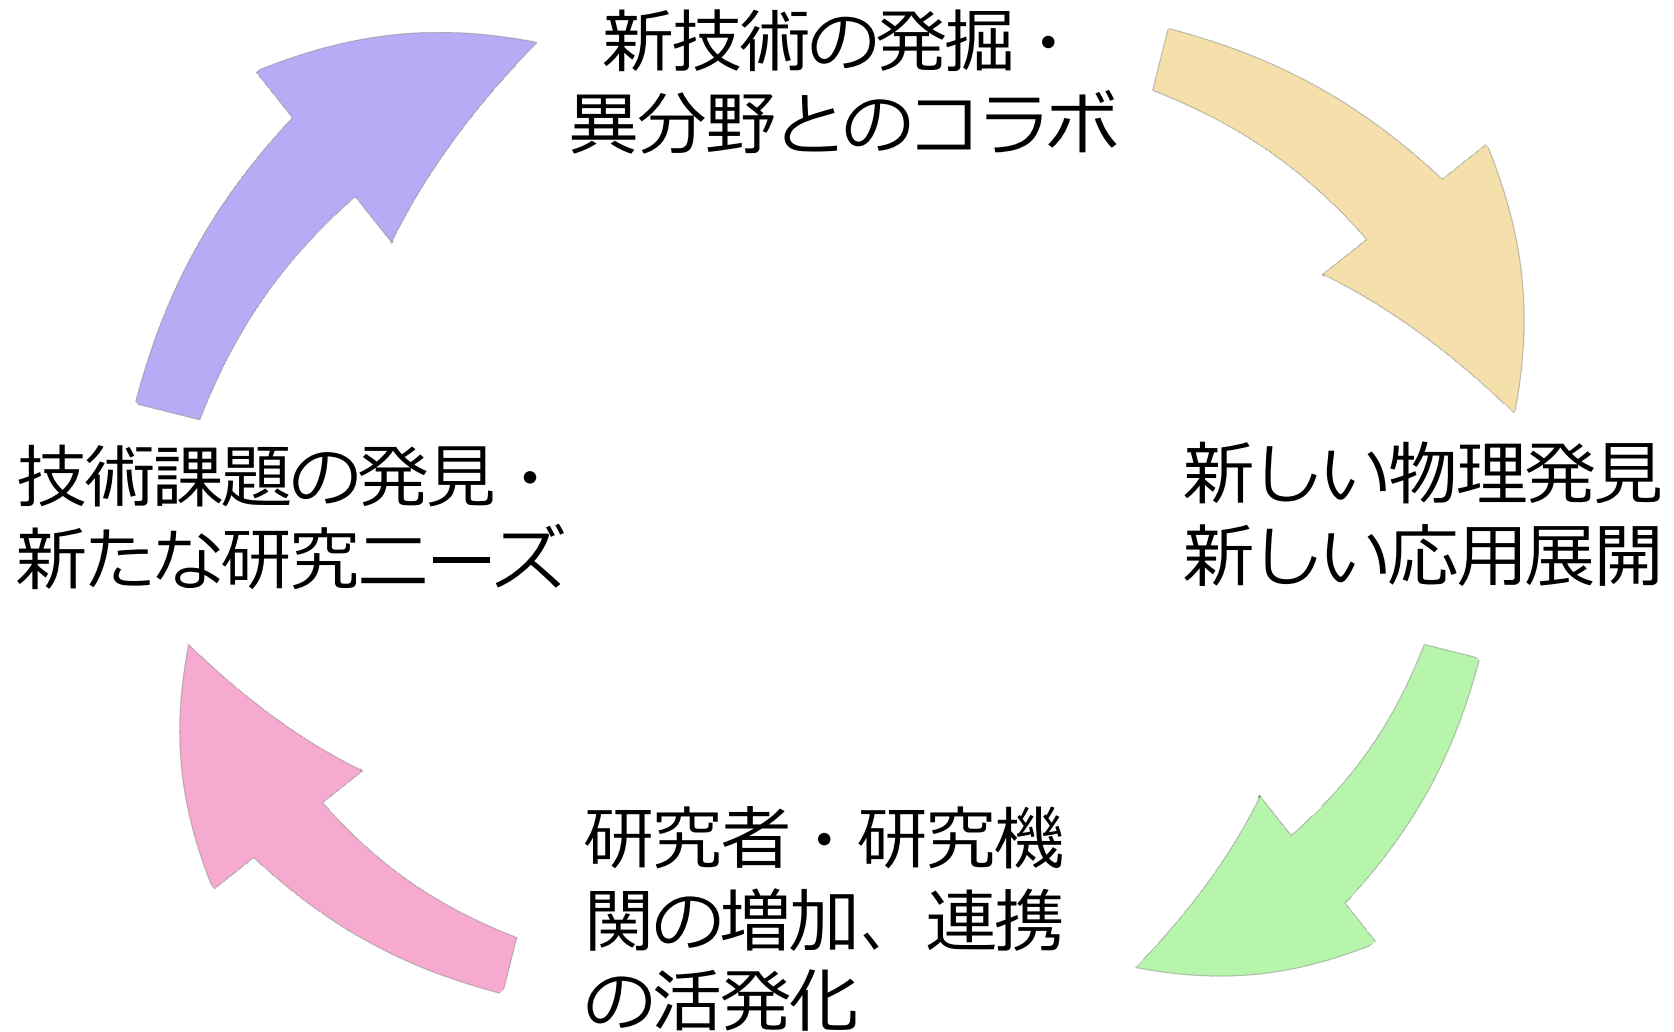 新技術の発掘・
異分野とのコラボ
技術課題の発見・
新たな研究ニーズ
新しい物理発見
新しい応用展開
研究者・研究機
関の増加、連携
の活発化